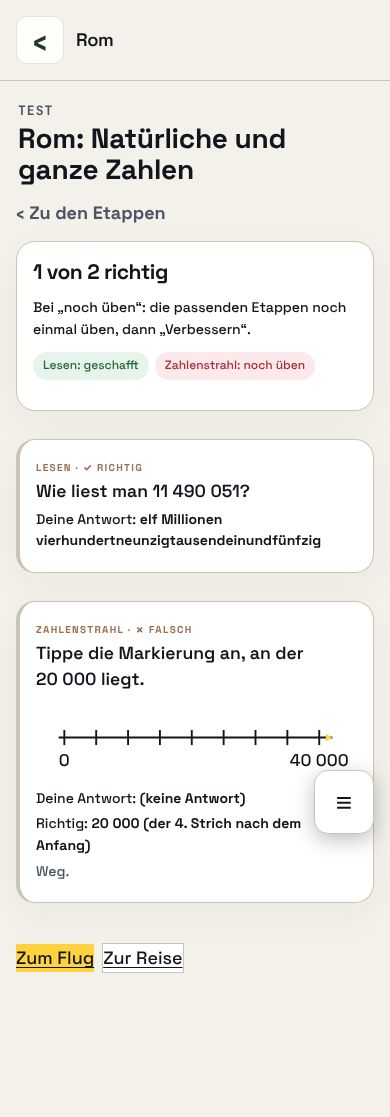 < Rom
TEST
Rom: Natürliche und
ganze Zahlen
< Zu den Etappen
1 von 2 richtig
Bei „noch üben“: die passenden Etappen noch
einmal üben, dann „Verbessern“.
Lesen: geschafft Zahlenstrahl: noch üben
LESEN · ✓ RICHTIG
Wie liest man 11 490 051?
Deine Antwort: elf Millionen
vierhundertneunzigtausendeinundfünfzig
ZAHLENSTRAHL · × FALSCH
Tippe die Markierung an, an der
20 000 liegt.
0 40 000
Deine Antwort: (keine Antwort)
Richtig: 20 000 (der 4. Strich nach dem
Anfang)
Weg.
Zum Flug Zur Reise